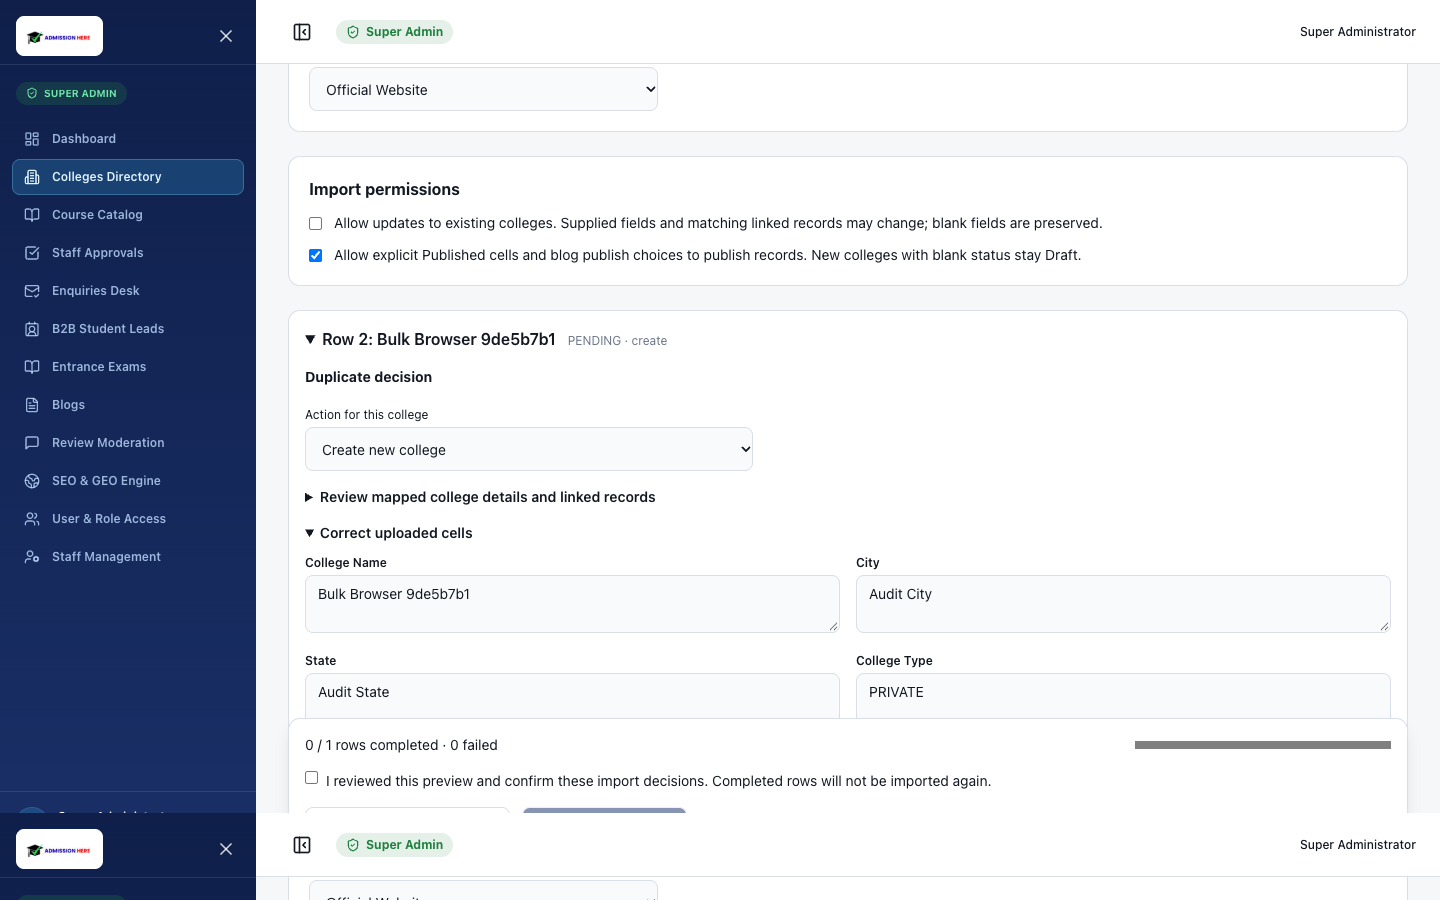 ADMISSION HERE
SUPER ADMIN
Dashboard
Colleges Directory
Course Catalog
Staff Approvals
Enquiries Desk
B2B Student Leads
Entrance Exams
Blogs
Review Moderation
SEO & GEO Engine
User & Role Access
Staff Management
Super Admin
Super Administrator
Official Website
Import permissions
Allow updates to existing colleges. Supplied fields and matching linked records may change; blank fields are preserved.
Allow explicit Published cells and blog publish choices to publish records. New colleges with blank status stay Draft.
Row 2: Bulk Browser 9de5b7b1 PENDING · create
Duplicate decision
Action for this college
Create new college
Review mapped college details and linked records
Correct uploaded cells
College Name
Bulk Browser 9de5b7b1
City
Audit City
State
Audit State
College Type
PRIVATE
0 / 1 rows completed · 0 failed
I reviewed this preview and confirm these import decisions. Completed rows will not be imported again.
ADMISSION HERE
Super Admin
Super Administrator